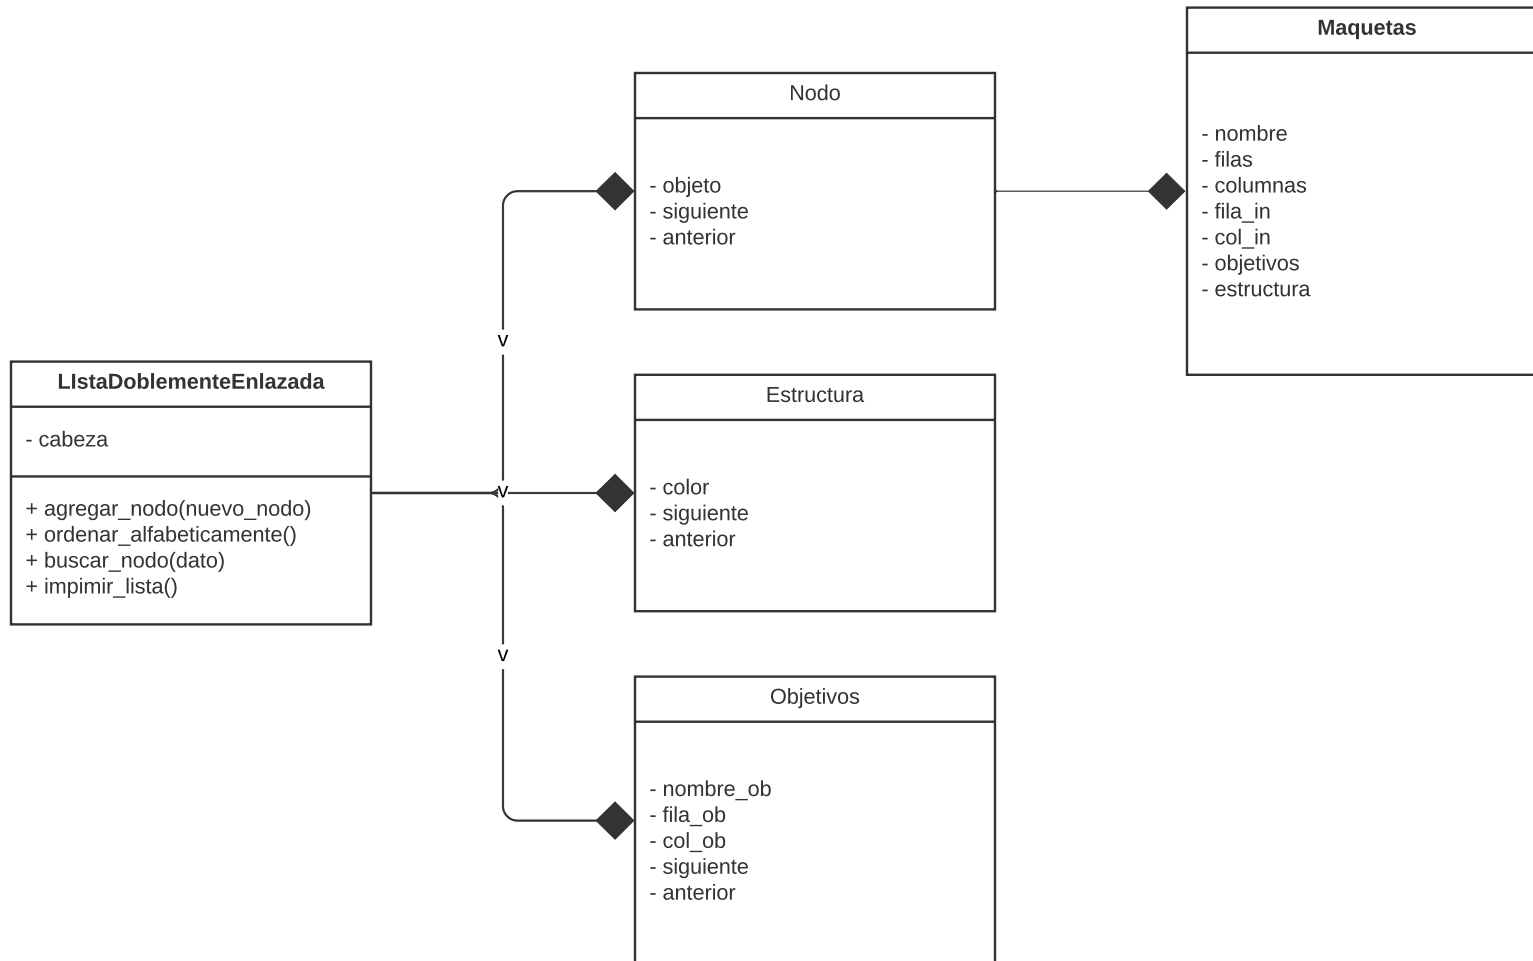 Maquetas
- nombre
- filas
- columnas
- fila_in
- col_in
- objetivos
- estructura
Nodo
- objeto
- siguiente
- anterior
v
LIstaDoblementeEnlazada
- cabeza
+ agregar_nodo(nuevo_nodo)
+ ordenar_alfabeticamente()
+ buscar_nodo(dato)
+ impimir_lista()
v
Estructura
- color
- siguiente
- anterior
v
Objetivos
- nombre_ob
- fila_ob
- col_ob
- siguiente
- anterior